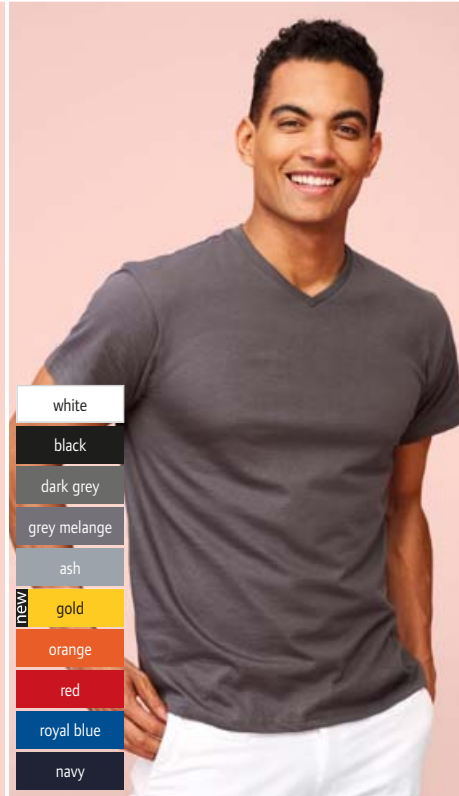 white
black
dark grey
grey melange
ash
new
gold
orange
red
royal blue
navy